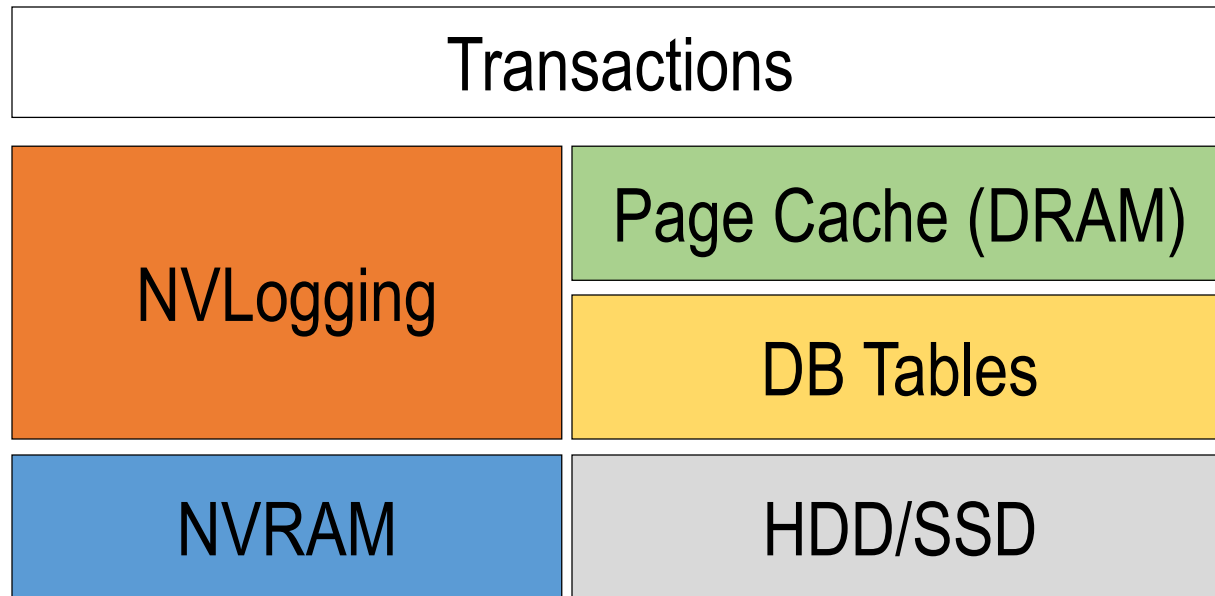 Transactions
NVLogging
Page Cache (DRAM)
DB Tables
NVRAM
HDD/SSD